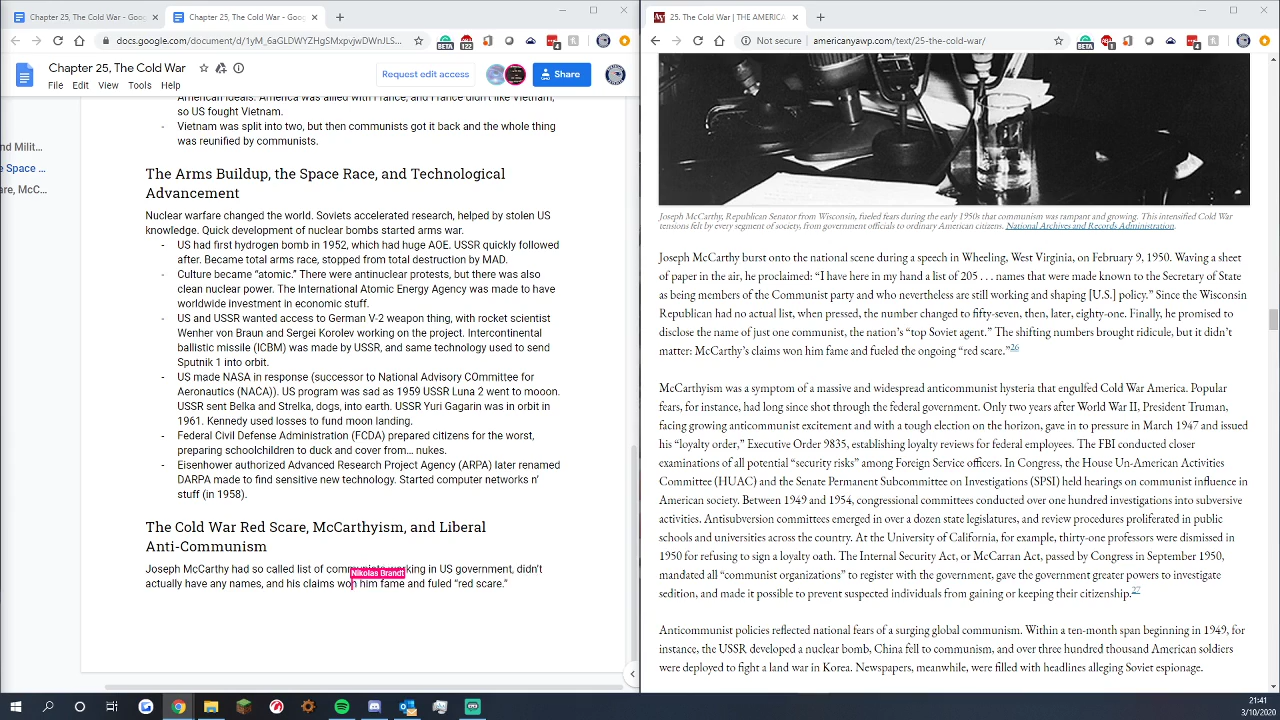 Chapter 25, The Cold War - Goo
Chapter 25, The Cold War - Goo
docs.google.com/document/d/1yM_6aGLDWYZHgSMxpvjwDWnJLS...
BETA
122
4
Chapter 25, The Cold War
File Edit View Tools Help
Request edit access
Share
nd Milit...
e Space ...
are, McC...
American ideals. America was allied with France, and France didn't like Vietnam,
so US fought Vietnam.
- Vietnam was split into two, but then communists got it back and the whole thing
was reunified by communists.
The Arms Buildup, the Space Race, and Technological
Advancement
Nuclear warfare changed the world. Soviets accelerated research, helped by stolen US
knowledge. Quick development of nuclear bombs started arms war.
- US had first hydrogen bomb in 1952, which had huge AOE. USSR quickly followed
after. Became total arms race, stopped from total destruction by MAD.
- Culture became “atomic.” There were antinuclear protests, but there was also
clean nuclear power. The International Atomic Energy Agency was made to have
worldwide investment in economic stuff.
- US and USSR wanted access to German V-2 weapon thing, with rocket scientist
Wenher von Braun and Sergei Korolev working on the project. Intercontinental
ballistic missile (ICBM) was made by USSR, and same technology used to send
Sputnik 1 into orbit.
- US made NASA in response (successor to National Advisory COmmittee for
Aeronautics (NACA)). US program was sad as 1959 USSR Luna 2 went to mooon.
USSR sent Belka and Strelka, dogs, into earth. USSR Yuri Gagarin was in orbit in
1961. Kennedy used losses to fund moon landing.
- Federal Civil Defense Administration (FCDA) prepared citizens for the worst,
preparing schoolchildren to duck and cover from... nukes.
- Eisenhower authorized Advanced Research Project Agency (ARPA) later renamed
DARPA made to find sensitive new technology. Started computer networks n’
stuff (in 1958).
The Cold War Red Scare, McCarthyism, and Liberal
Anti-Communism
Joseph McCarthy had so called list of communists working in US government, didn’t
Nikolas Brandt
actually have any names, and his claims won him fame and fuled “red scare.”
25. The Cold War | THE AMERICA
Not secure | americanyawp.com/text/25-the-cold-war/
BETA
1
4
Joseph McCarthy, Republican Senator from Wisconsin, fueled fears during the early 1950s that communism was rampant and growing. This intensified Cold War
tensions felt by every segment of society, from government officials to ordinary American citizens. National Archives and Records Administration.
Joseph McCarthy burst onto the national scene during a speech in Wheeling, West Virginia, on February 9, 1950. Waving a sheet
of paper in the air, he proclaimed: “I have here in my hand a list of 205 . . . names that were made known to the Secretary of State
as being members of the Communist party and who nevertheless are still working and shaping [U.S.] policy.” Since the Wisconsin
Republican had no actual list, when pressed, the number changed to fifty-seven, then, later, eighty-one. Finally, he promised to
disclose the name of just one communist, the nation’s “top Soviet agent.” The shifting numbers brought ridicule, but it didn’t
matter: McCarthy’s claims won him fame and fueled the ongoing “red scare.”26
McCarthyism was a symptom of a massive and widespread anticommunist hysteria that engulfed Cold War America. Popular
fears, for instance, had long since shot through the federal government. Only two years after World War II, President Truman,
facing growing anticommunist excitement and with a tough election on the horizon, gave in to pressure in March 1947 and issued
his “loyalty order,” Executive Order 9835, establishing loyalty reviews for federal employees. The FBI conducted closer
examinations of all potential “security risks” among Foreign Service officers. In Congress, the House Un-American Activities
Committee (HUAC) and the Senate Permanent Subcommittee on Investigations (SPSI) held hearings on communist influence in
American society. Between 1949 and 1954, congressional committees conducted over one hundred investigations into subversive
activities. Antisubversion committees emerged in over a dozen state legislatures, and review procedures proliferated in public
schools and universities across the country. At the University of California, for example, thirty-one professors were dismissed in
1950 for refusing to sign a loyalty oath. The Internal Security Act, or McCarran Act, passed by Congress in September 1950,
mandated all “communist organizations” to register with the government, gave the government greater powers to investigate
sedition, and made it possible to prevent suspected individuals from gaining or keeping their citizenship.27
Anticommunist policies reflected national fears of a surging global communism. Within a ten-month span beginning in 1949, for
instance, the USSR developed a nuclear bomb, China fell to communism, and over three hundred thousand American soldiers
were deployed to fight a land war in Korea. Newspapers, meanwhile, were filled with headlines alleging Soviet espionage.
21:41
3/10/2020